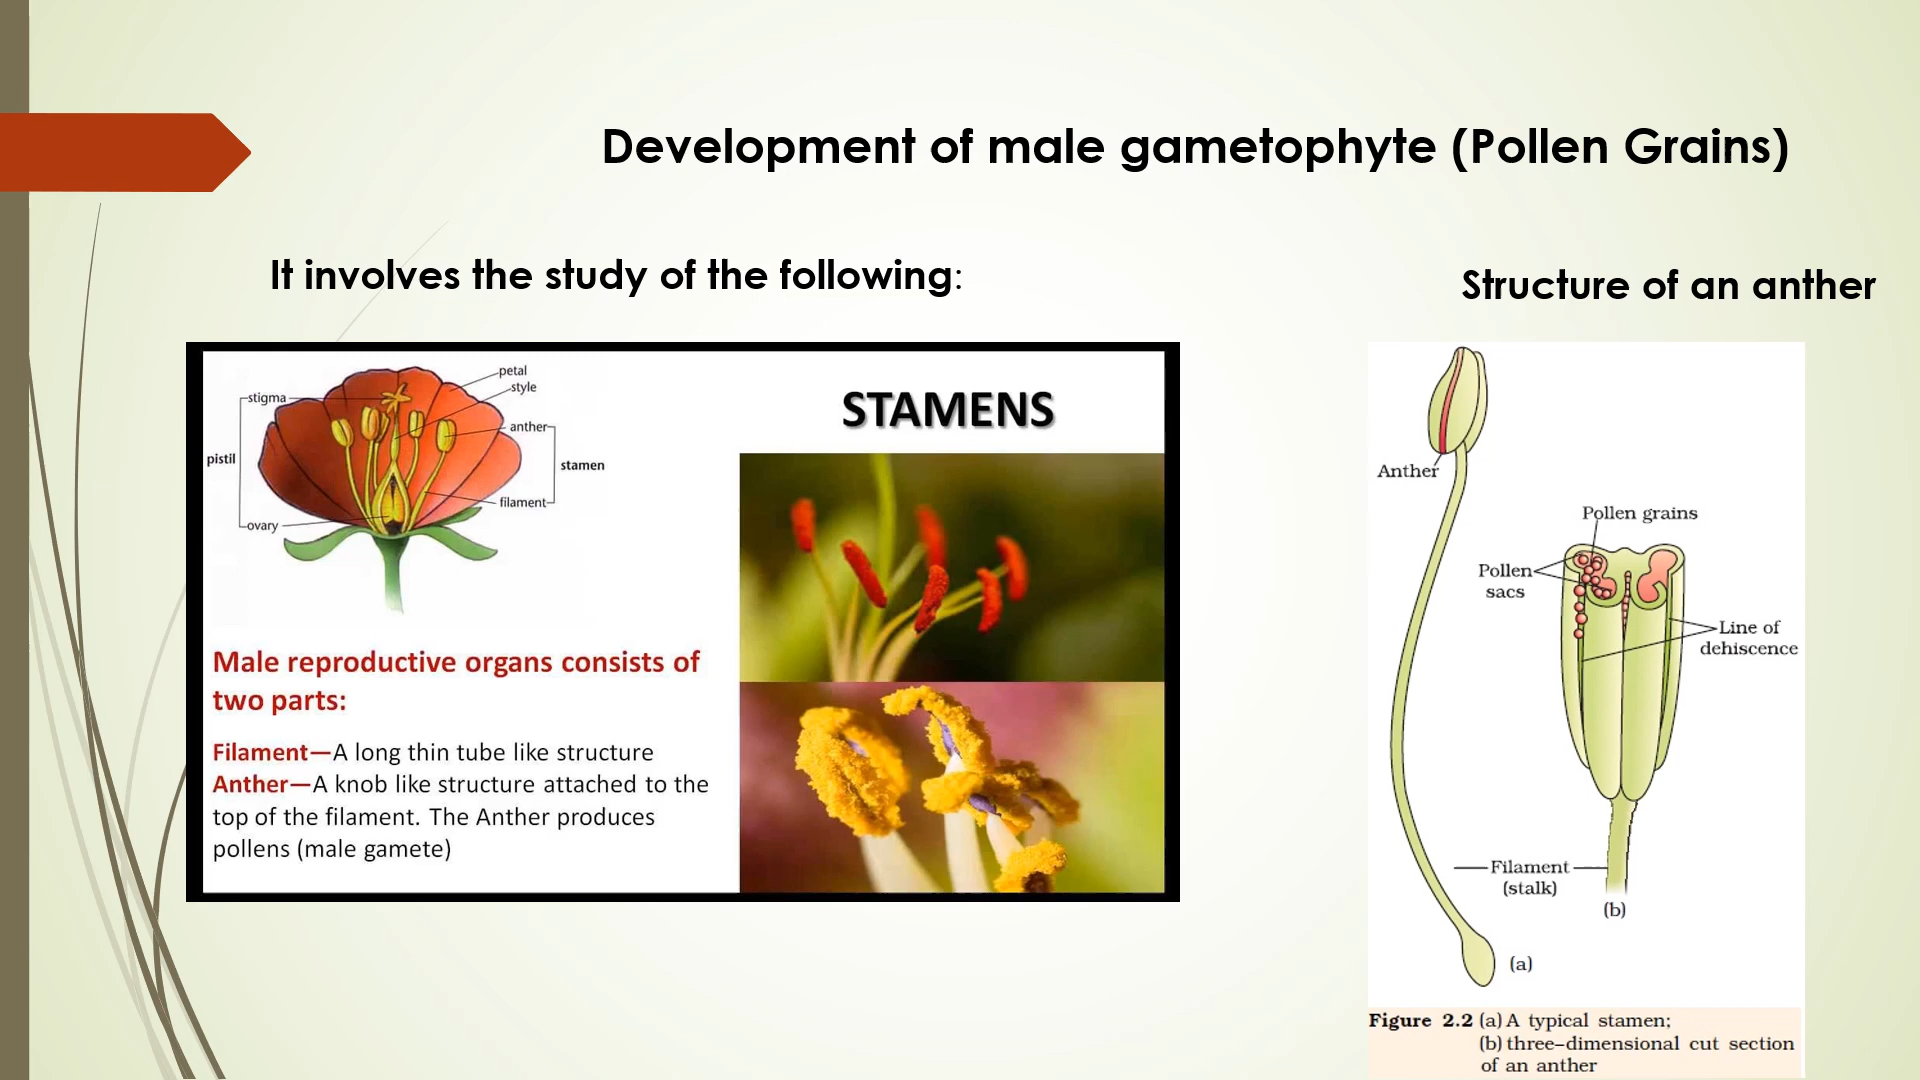 Development of male gametophyte (Pollen Grains)
It involves the study of the following:
Structure of an anther
petal
style
stigma
anther
pistil
stamen
filament
ovary
STAMENS
Male reproductive organs consists of
two parts:
Filament—A long thin tube like structure
Anther—A knob like structure attached to the
top of the filament. The Anther produces
pollens (male gamete)
Anther
Pollen grains
Pollen
sacs
Line of
dehiscence
Filament
(stalk)
(b)
(a)
Figure 2.2 (a) A typical stamen;
(b) three–dimensional cut section
of an anther